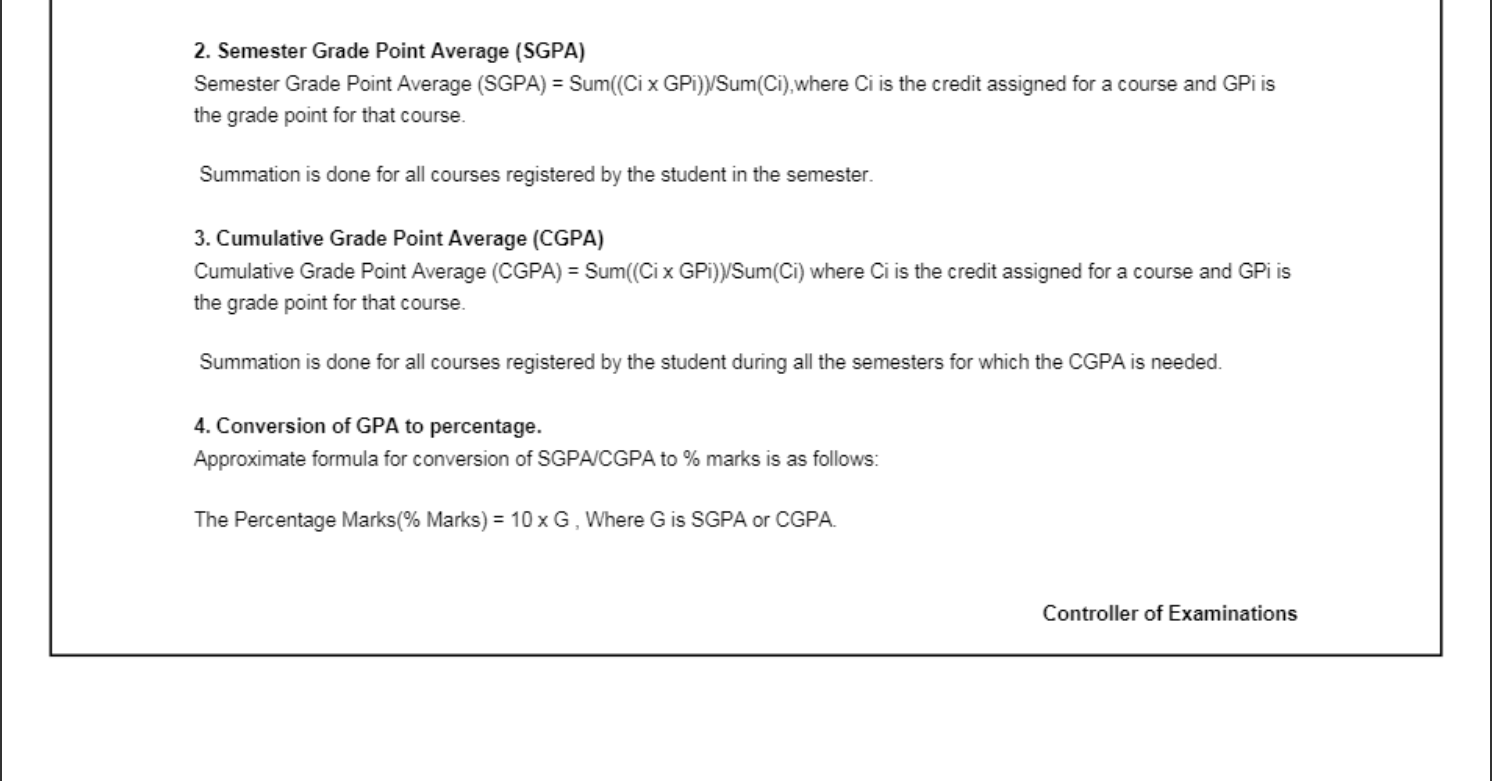 2. Semester Grade Point Average (SGPA)
Semester Grade Point Average (SGPA) = Sum((Ci x GPi))/Sum(Ci),where Ci is the credit assigned for a course and GPi is
the grade point for that course.
Summation is done for all courses registered by the student in the semester.
3. Cumulative Grade Point Average (CGPA)
Cumulative Grade Point Average (CGPA) = Sum((Ci x GPi))/Sum(Ci) where Ci is the credit assigned for a course and GPi is
the grade point for that course.
Summation is done for all courses registered by the student during all the semesters for which the CGPA is needed.
4. Conversion of GPA to percentage.
Approximate formula for conversion of SGPA/CGPA to % marks is as follows:
The Percentage Marks(% Marks) = 10 x G , Where G is SGPA or CGPA.
Controller of Examinations